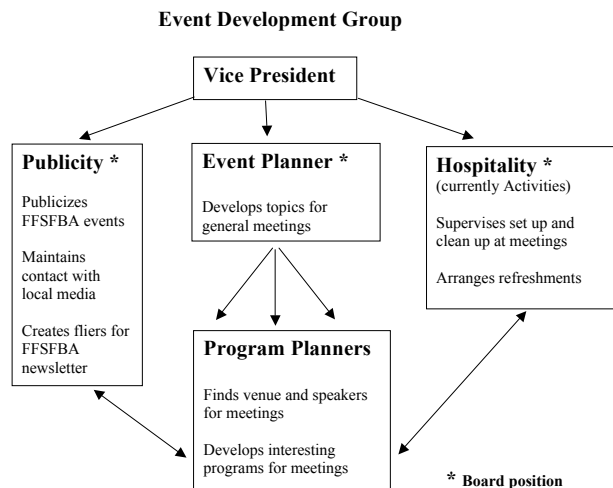 Event Development Group
Vice President
Publicity *
Publicizes
FFSFBA events
Maintains
contact with
local media
Creates fliers for
FFSFBA
newsletter
Event Planner *
Develops topics for
general meetings
Hospitality *
(currently Activities)
Supervises set up and
clean up at meetings
Arranges refreshments
Program Planners
Finds venue and speakers
for meetings
Develops interesting
programs for meetings
* Board position